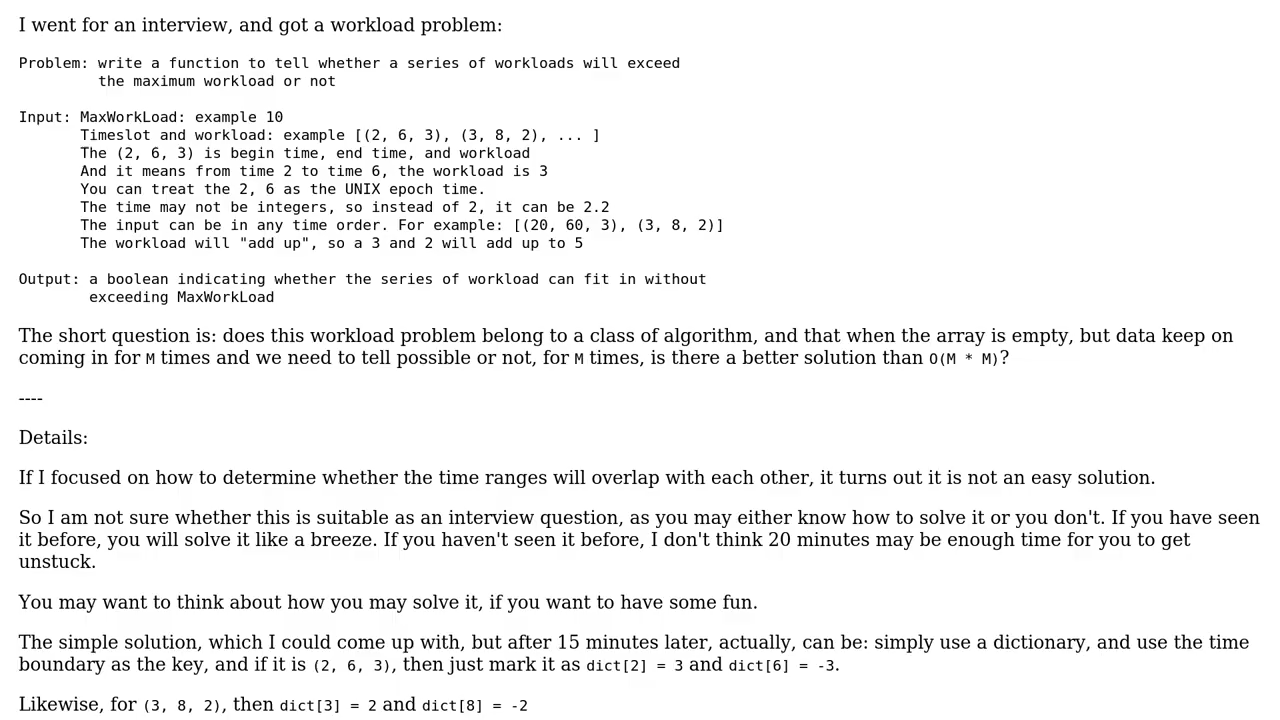 I went for an interview, and got a workload problem:
Problem: write a function to tell whether a series of workloads will exceed
the maximum workload or not
Input: MaxWorkLoad: example 10
Timeslot and workload: example [(2, 6, 3), (3, 8, 2), ... ]
The (2, 6, 3) is begin time, end time, and workload
And it means from time 2 to time 6, the workload is 3
You can treat the 2, 6 as the UNIX epoch time.
The time may not be integers, so instead of 2, it can be 2.2
The input can be in any time order. For example: [(20, 60, 3), (3, 8, 2)]
The workload will "add up", so a 3 and 2 will add up to 5
Output: a boolean indicating whether the series of workload can fit in without
exceeding MaxWorkLoad
The short question is: does this workload problem belong to a class of algorithm, and that when the array is empty, but data keep on
coming in for M times and we need to tell possible or not, for M times, is there a better solution than O(M * M)?
----
Details:
If I focused on how to determine whether the time ranges will overlap with each other, it turns out it is not an easy solution.
So I am not sure whether this is suitable as an interview question, as you may either know how to solve it or you don't. If you have seen
it before, you will solve it like a breeze. If you haven't seen it before, I don't think 20 minutes may be enough time for you to get
unstuck.
You may want to think about how you may solve it, if you want to have some fun.
The simple solution, which I could come up with, but after 15 minutes later, actually, can be: simply use a dictionary, and use the time
boundary as the key, and if it is (2, 6, 3), then just mark it as dict[2] = 3 and dict[6] = -3.
Likewise, for (3, 8, 2), then dict[3] = 2 and dict[8] = -2